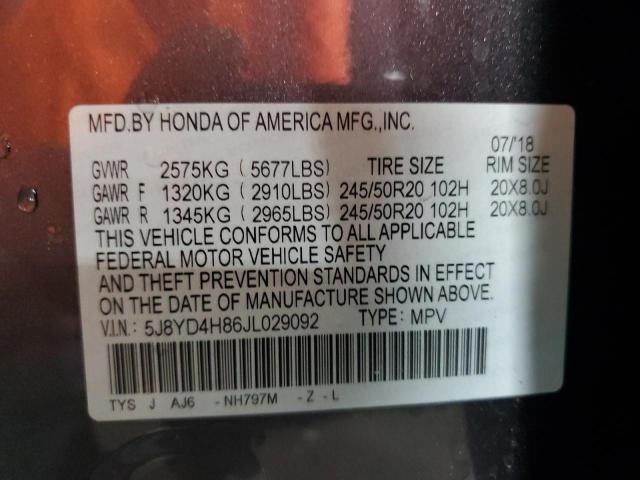 MFD.BY HONDA OF AMERICA MFG.,INC.
07/'18
GVWR 2575KG ( 5677LBS) TIRE SIZE RIM SIZE
GAWR F 1320KG ( 2910LBS) 245/50R20 102H 20X8.0J
GAWR R 1345KG ( 2965LBS) 245/50R20 102H 20X8.0J
THIS VEHICLE CONFORMS TO ALL APPLICABLE
FEDERAL MOTOR VEHICLE SAFETY
AND THEFT PREVENTION STANDARDS IN EFFECT
ON THE DATE OF MANUFACTURE SHOWN ABOVE.
V.I.N.: 5J8YD4H86JL029092 TYPE: MPV
TYS J AJ6 - NH797M - Z - L